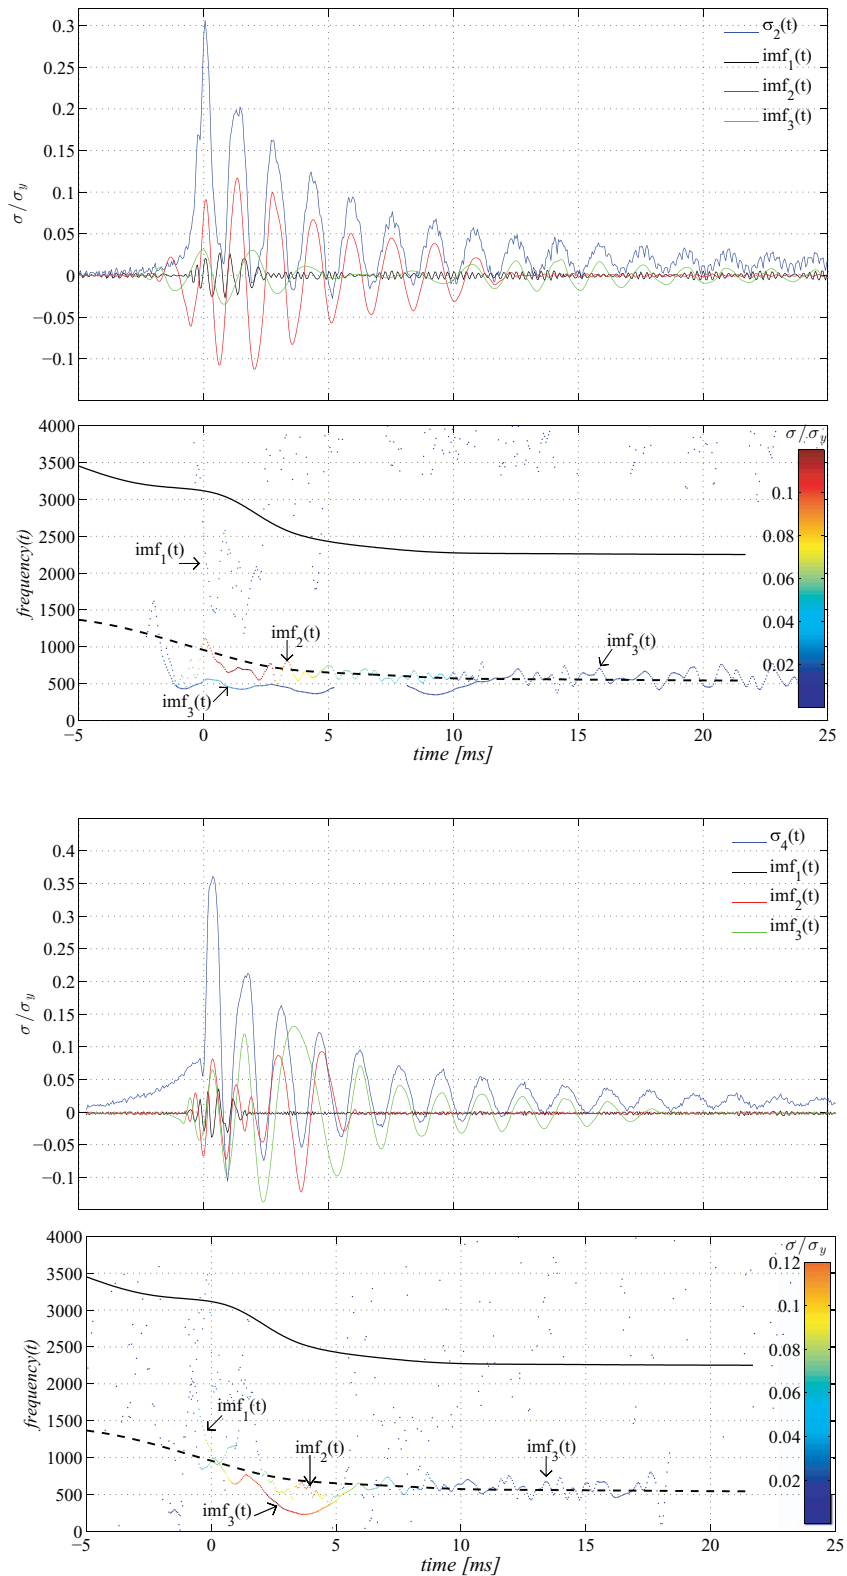 0.3
0.25
0.2
0.15
0.1
0.05
0
−0.05
−0.1
σ/σy
σ2(t)
imf1(t)
imf2(t)
imf3(t)
4000
3500
3000
2500
2000
1500
1000
500
0
frequency(t)
imf1(t)
imf2(t)
imf3(t)
imf3(t)
σ/σy
0.1
0.08
0.06
0.04
0.02
−5 0 5 10 15 20 25
time [ms]
0.4
0.35
0.3
0.25
0.2
0.15
0.1
0.05
0
−0.05
−0.1
σ/σy
σ4(t)
imf1(t)
imf2(t)
imf3(t)
4000
3500
3000
2500
2000
1500
1000
500
0
frequency(t)
imf1(t)
imf2(t)
imf3(t)
imf3(t)
σ/σy
0.12
0.1
0.08
0.06
0.04
0.02
−5 0 5 10 15 20 25
time [ms]